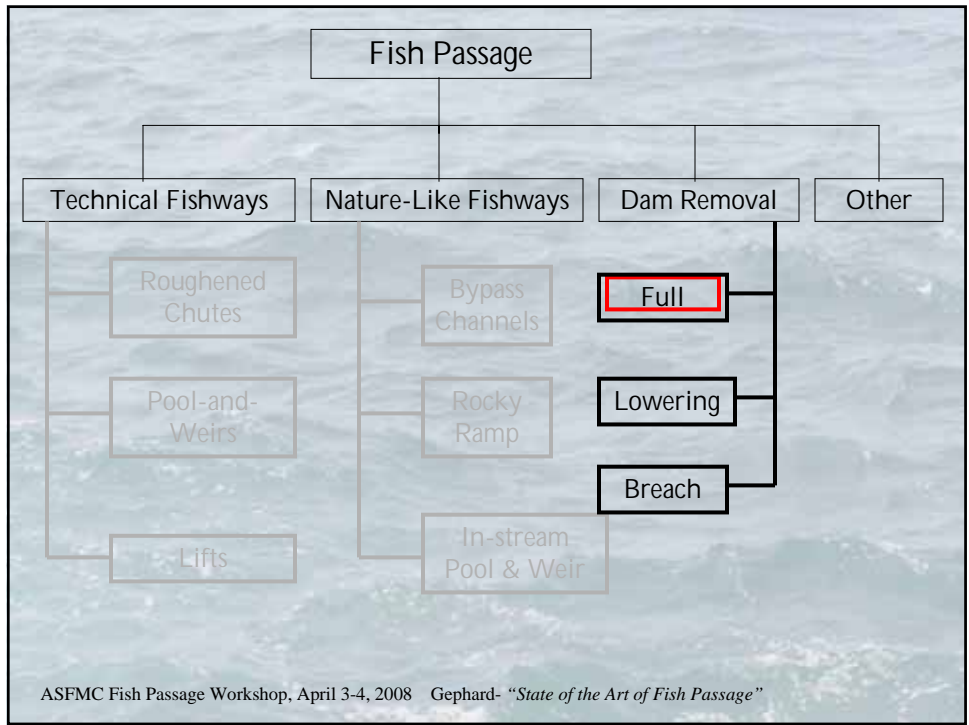 Fish Passage
Technical Fishways
Nature-Like Fishways
Dam Removal
Other
Roughened
Chutes
Pool-and-
Weirs
Lifts
Bypass
Channels
Rocky
Ramp
In-stream
Pool & Weir
Full
Lowering
Breach
ASFMC Fish Passage Workshop, April 3-4, 2008 Gephard- “State of the Art of Fish Passage”